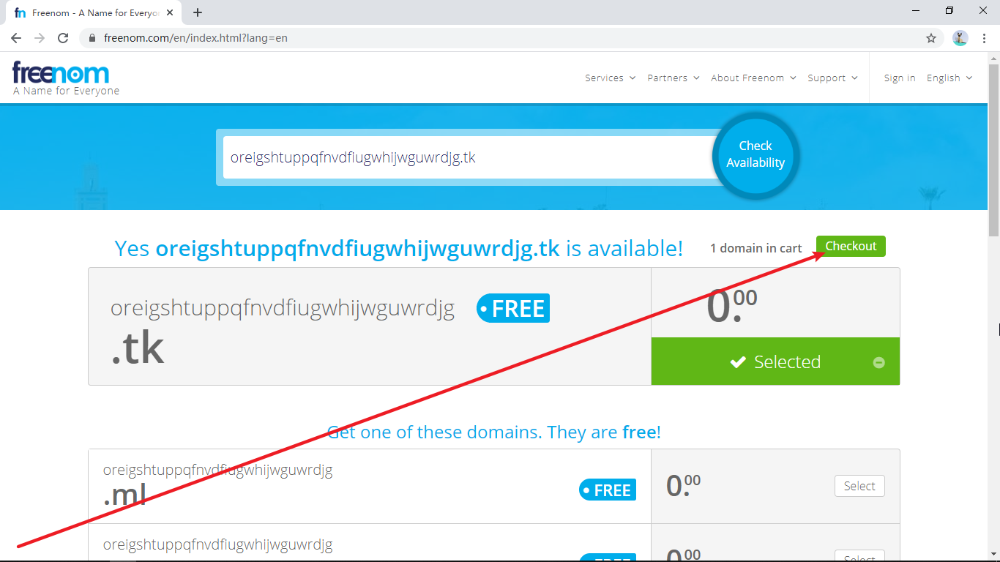 Freenom - A Name for Everyon
freenom.com/en/index.html?lang=en
freenom
A Name for Everyone
Services
Partners
About Freenom
Support
Sign in
English
oreigshtuppqfnvdfiugwhijwguwrdjg.tk
Check
Availability
Yes oreigshtuppqfnvdfiugwhijwguwrdjg.tk is available!
1 domain in cart
Checkout
oreigshtuppqfnvdfiugwhijwguwrdjg
.tk
FREE
0.00
Selected
Get one of these domains. They are free!
oreigshtuppqfnvdfiugwhijwguwrdjg
.ml
FREE
0.00
Select
oreigshtuppqfnvdfiugwhijwguwrdjg
FREE
0.00
Select